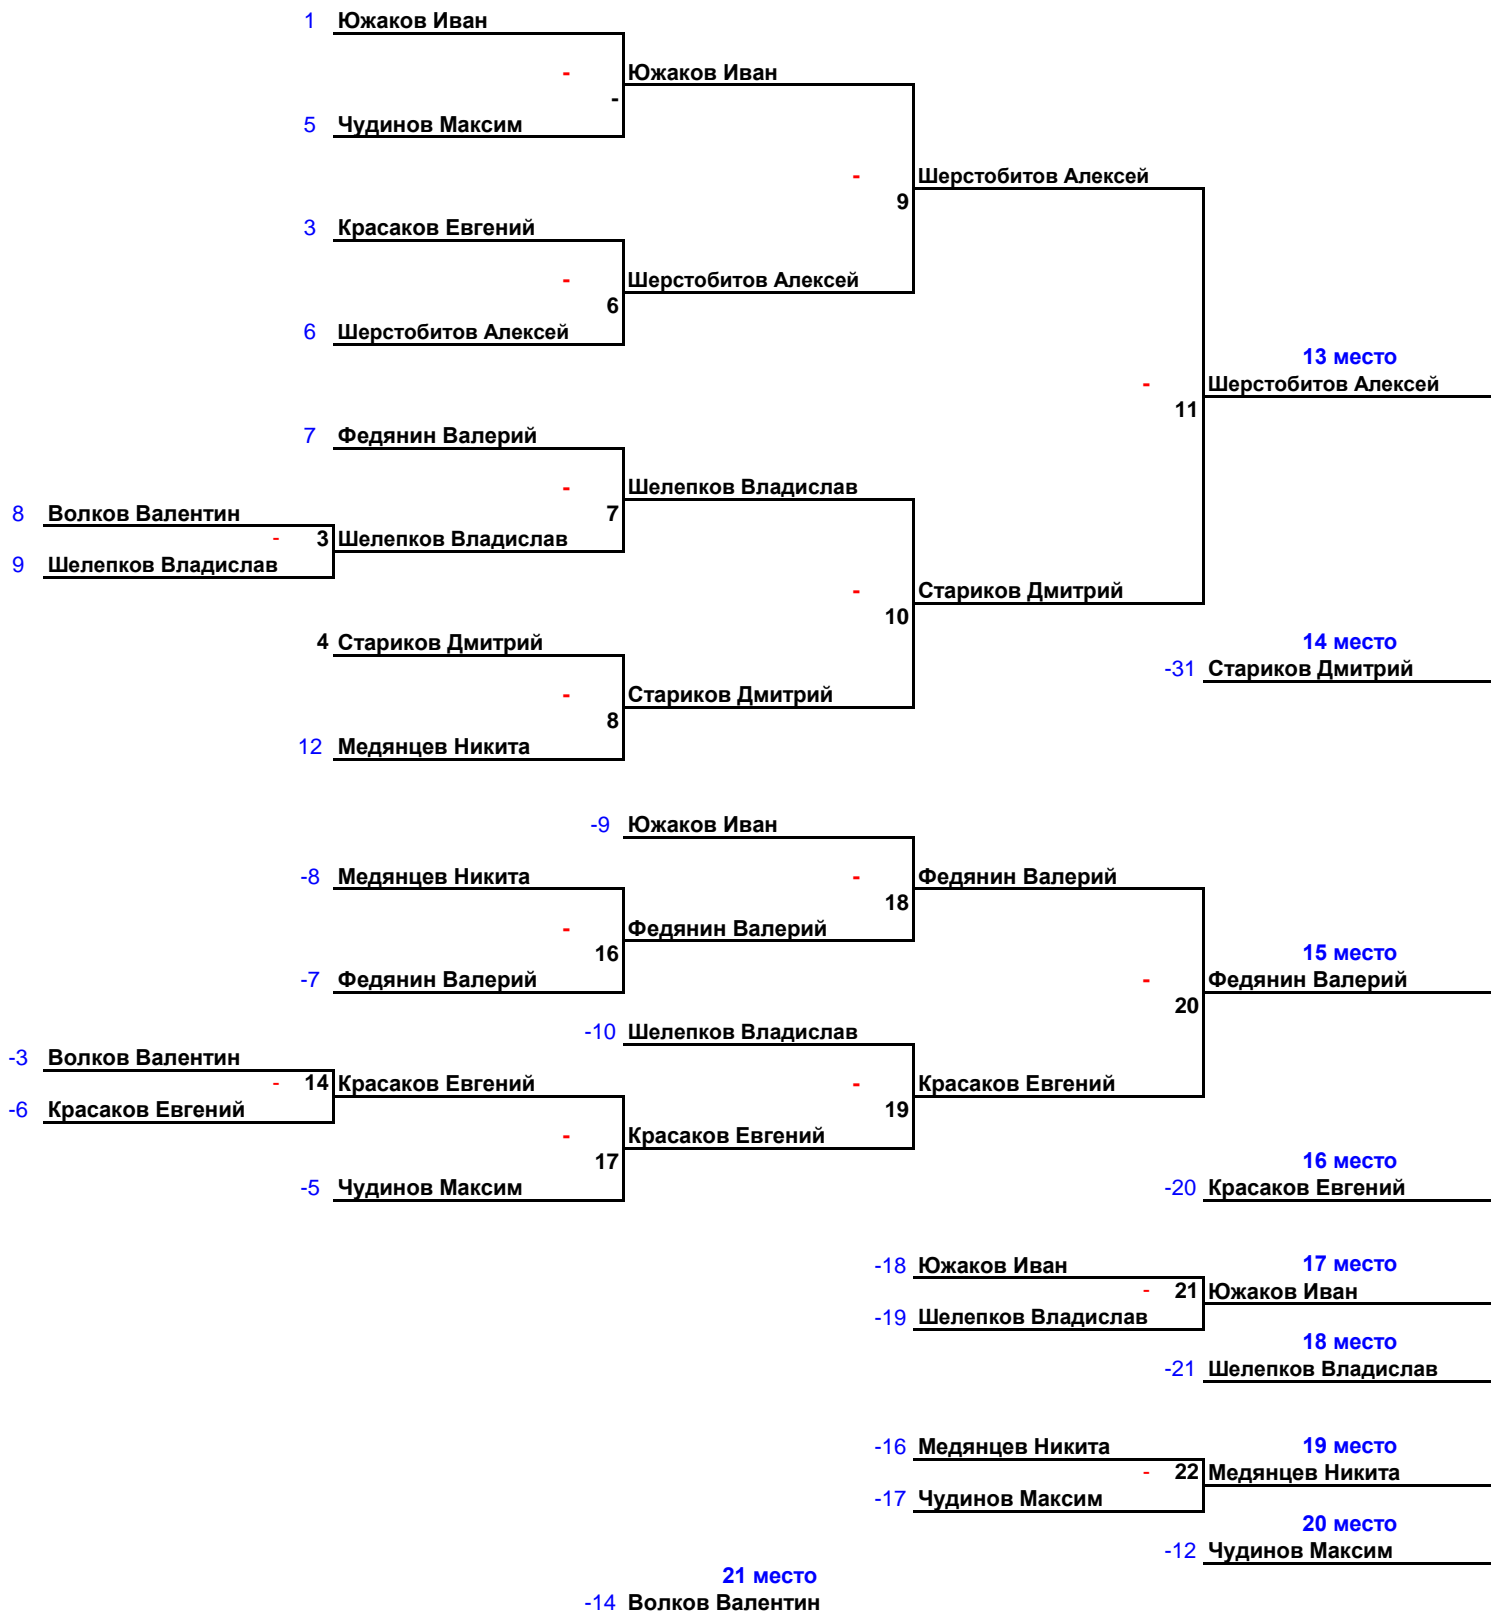 1 Южаков Иван
- Южаков Иван
-
5 Чудинов Максим
- Шерстобитов Алексей
9
3 Красаков Евгений
- Шерстобитов Алексей
6
6 Шерстобитов Алексей
13 место
- Шерстобитов Алексей
11
7 Федянин Валерий
- Шелепков Владислав
8 Волков Валентин 7
- 3 Шелепков Владислав
9 Шелепков Владислав
- Стариков Дмитрий
10
4 Стариков Дмитрий 14 место
-31 Стариков Дмитрий
- Стариков Дмитрий
8
12 Медянцев Никита
-9 Южаков Иван
-8 Медянцев Никита - Федянин Валерий
18
- Федянин Валерий
16 15 место
-7 Федянин Валерий - Федянин Валерий
20
-10 Шелепков Владислав
-3 Волков Валентин
- 14 Красаков Евгений - Красаков Евгений
-6 Красаков Евгений 19
- Красаков Евгений
17 16 место
-5 Чудинов Максим -20 Красаков Евгений
-18 Южаков Иван 17 место
- 21 Южаков Иван
-19 Шелепков Владислав
18 место
-21 Шелепков Владислав
-16 Медянцев Никита 19 место
- 22 Медянцев Никита
-17 Чудинов Максим
20 место
-12 Чудинов Максим
21 место
-14 Волков Валентин